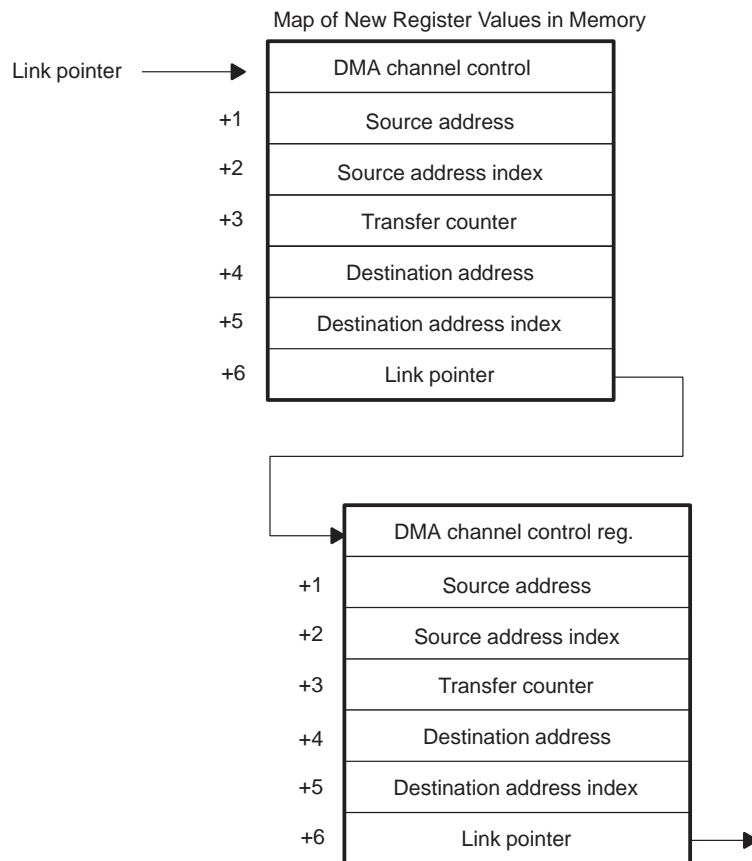 Map of New Register Values in Memory
Link pointer
DMA channel control
+1 Source address
+2 Source address index
+3 Transfer counter
+4 Destination address
+5 Destination address index
+6 Link pointer
DMA channel control reg.
+1 Source address
+2 Source address index
+3 Transfer counter
+4 Destination address
+5 Destination address index
+6 Link pointer